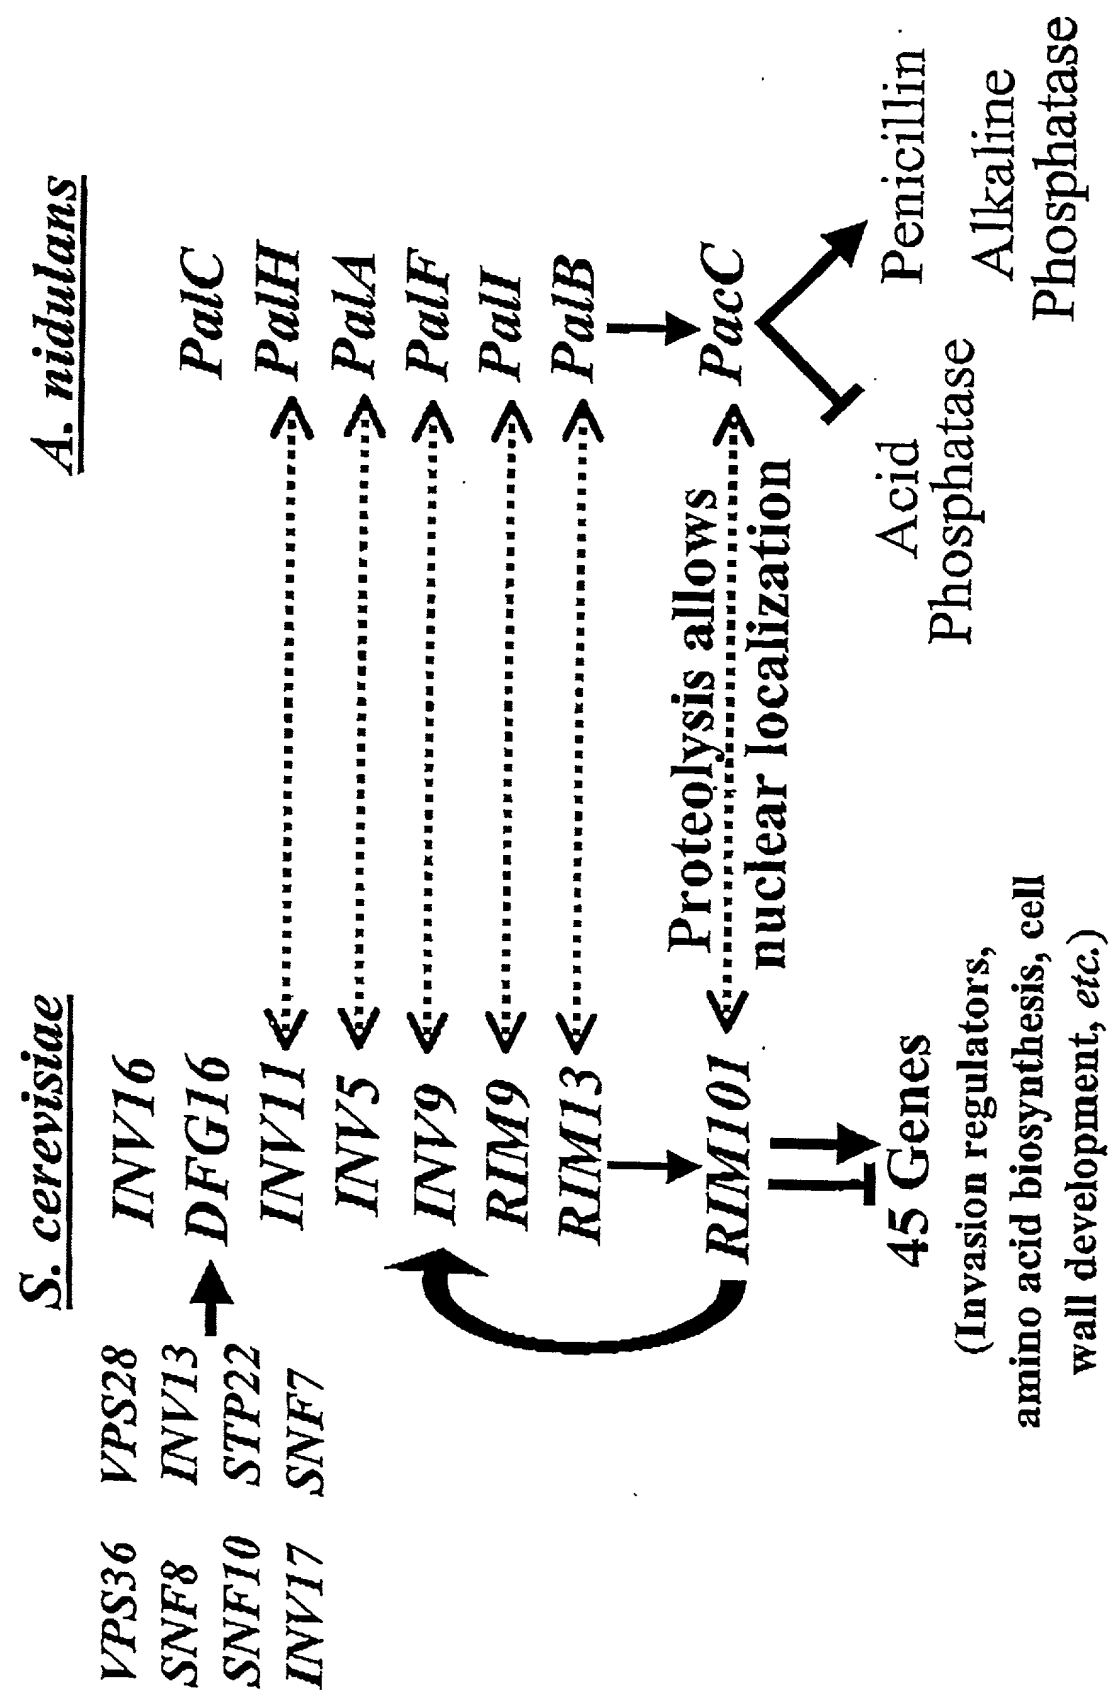 S. cerevisiae
A. nidulans
VPS36 VPS28
SNF8 INV13
SNF10 STP22
INV17 SNF7
INV16
DFG16
INV11
INV5
INV9
RIM9
RIM13
RIM101
PalC
PalH
PalA
PalF
PalI
PalB
PacC
Proteolysis allows
nuclear localization
45 Genes
(Invasion regulators,
amino acid biosynthesis, cell
wall development, etc.)
Acid
Phosphatase
Penicillin
Alkaline
Phosphatase